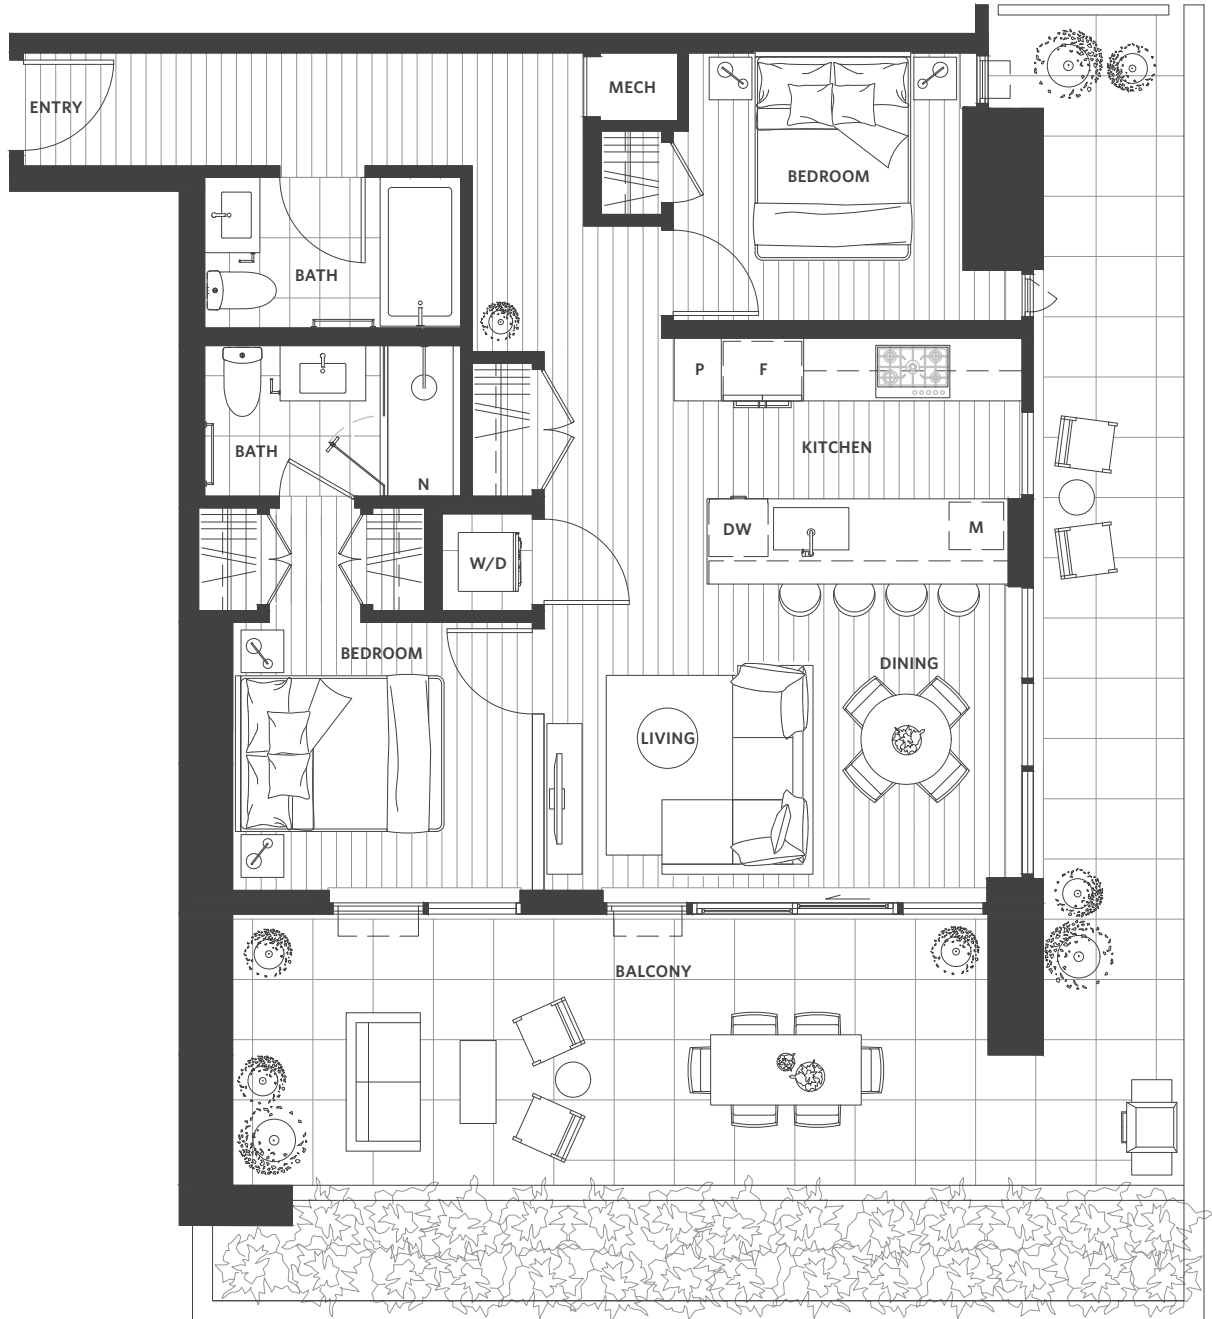 MECH
ENTRY
BEDROOM
BATH
P
F
KITCHEN
BATH
N
DW
M
W/D
BEDROOM
DINING
LIVING
BALCONY